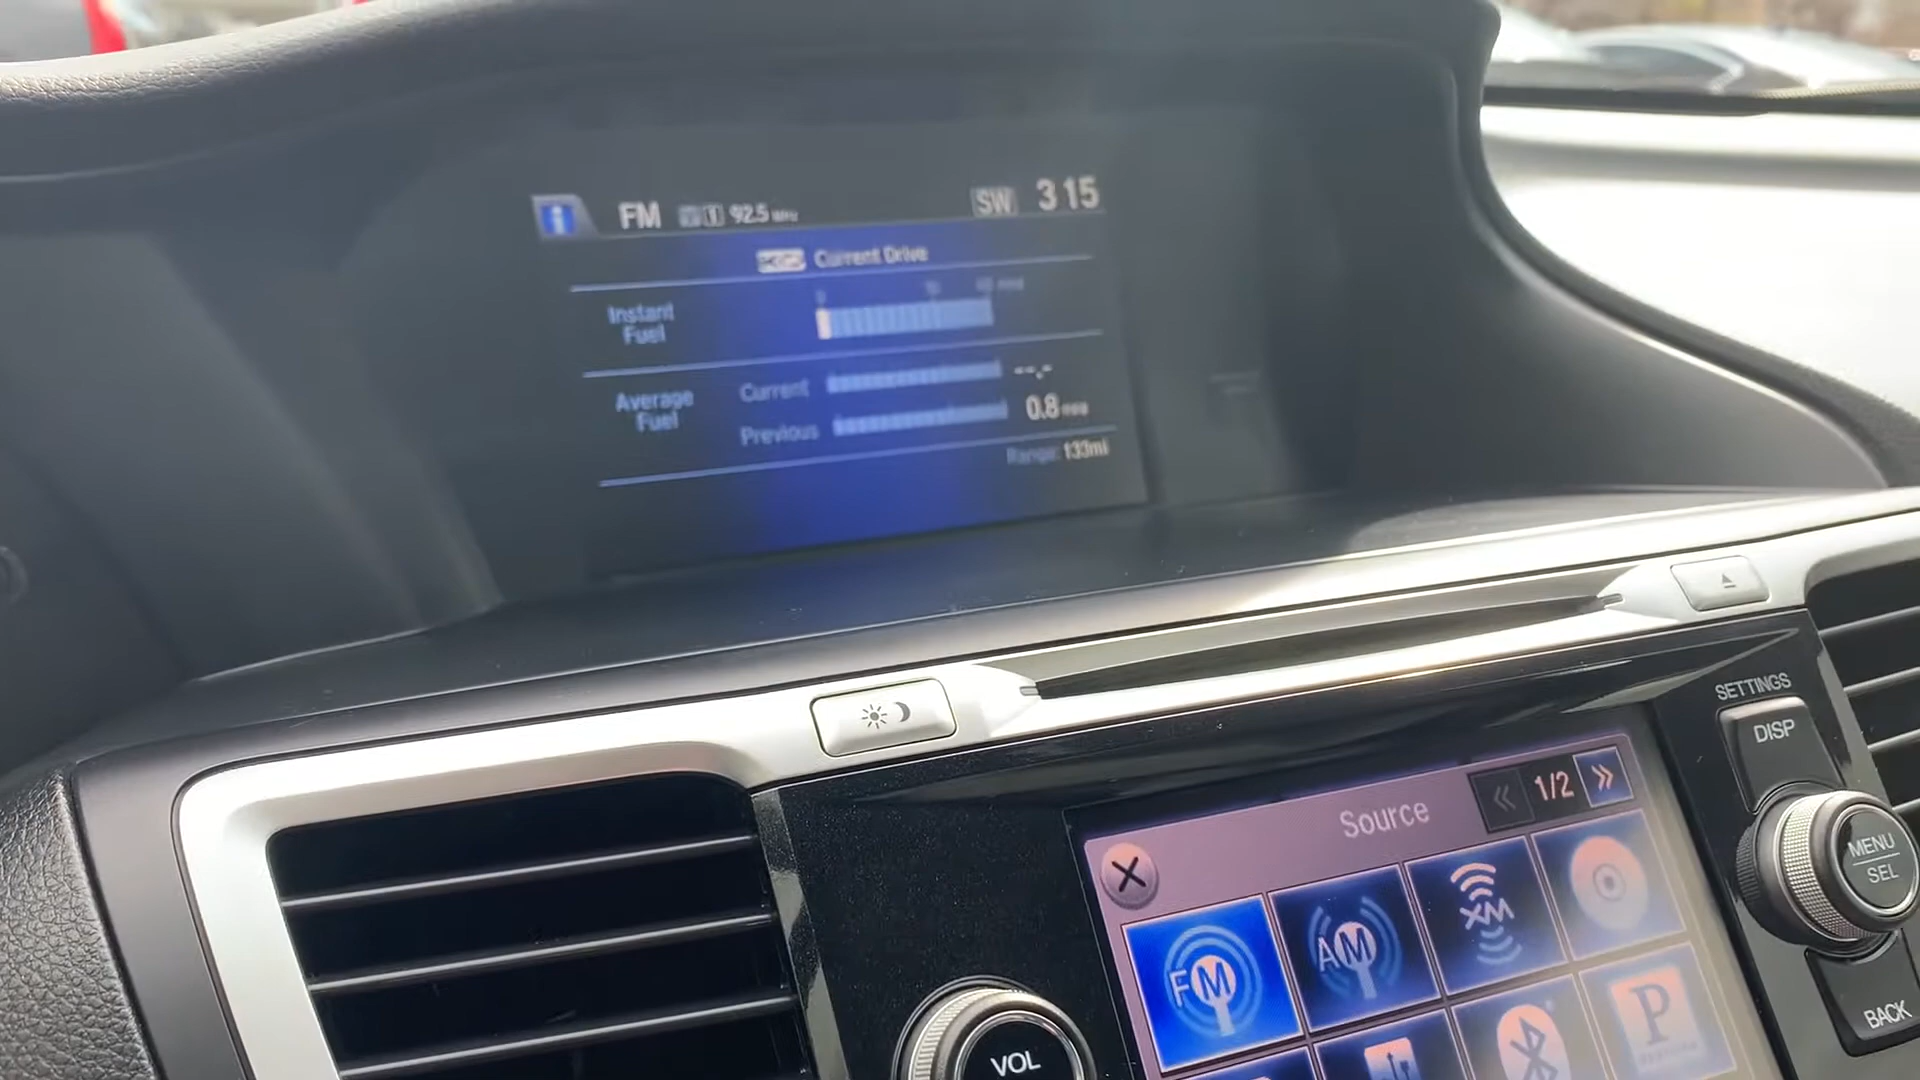 FM 92.5 MHz SW 3 15
Current Drive
Instant
Fuel
Average
Fuel
Current --.-
Previous 0.8
Range: 133mi
SETTINGS
DISP
Source 1/2
MENU
SEL
FM AM XM
P
VOL
BACK